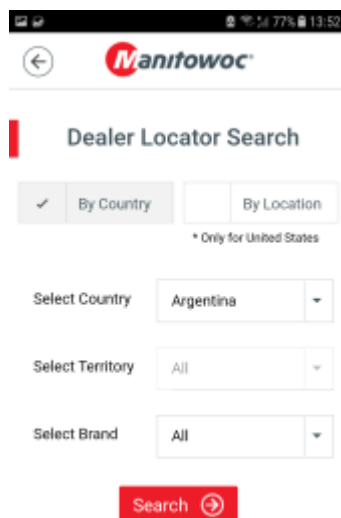 77% 13:52
Manitowoc
Dealer Locator Search
By Country By Location
* Only for United States
Select Country Argentina
Select Territory All
Select Brand All
Search